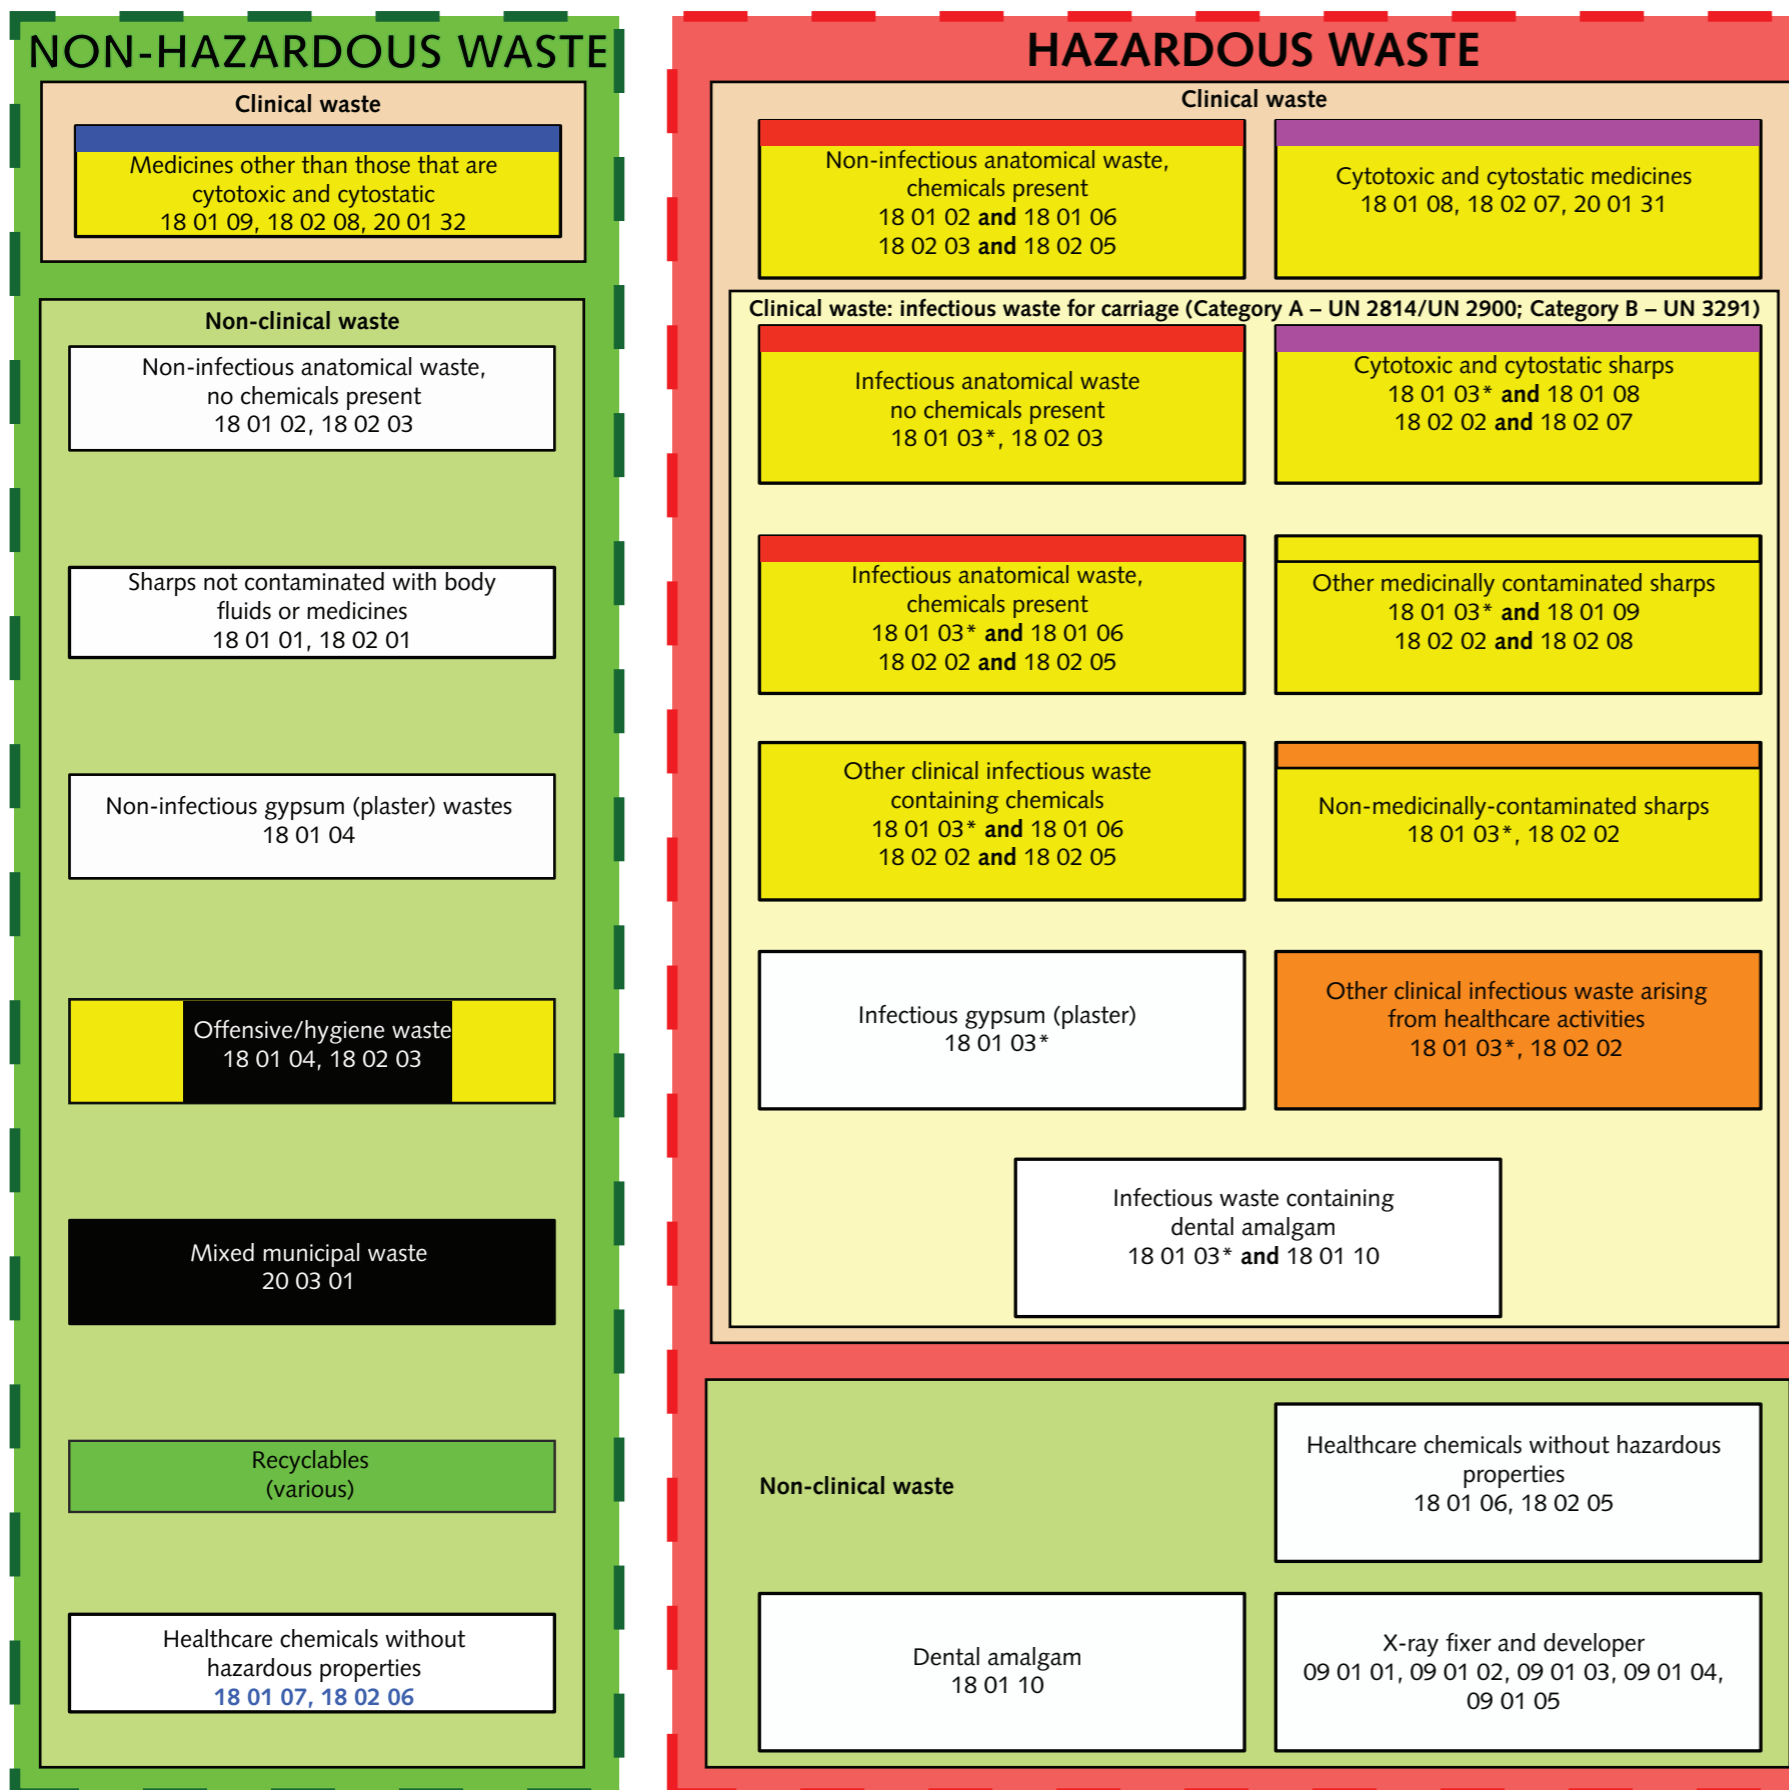 NON-HAZARDOUS WASTE
Clinical waste
Medicines other than those that are
cytotoxic and cytostatic
18 01 09, 18 02 08, 20 01 32
Non-clinical waste
Non-infectious anatomical waste,
no chemicals present
18 01 02, 18 02 03
Sharps not contaminated with body
fluids or medicines
18 01 01, 18 02 01
Non-infectious gypsum (plaster) wastes
18 01 04
Offensive/hygiene waste
18 01 04, 18 02 03
Mixed municipal waste
20 03 01
Recyclables
(various)
Healthcare chemicals without
hazardous properties
18 01 07, 18 02 06
HAZARDOUS WASTE
Clinical waste
Non-infectious anatomical waste,
chemicals present
18 01 02 and 18 01 06
18 02 03 and 18 02 05
Cytotoxic and cytostatic medicines
18 01 08, 18 02 07, 20 01 31
Clinical waste: infectious waste for carriage (Category A – UN 2814/UN 2900; Category B – UN 3291)
Infectious anatomical waste
no chemicals present
18 01 03*, 18 02 03
Cytotoxic and cytostatic sharps
18 01 03* and 18 01 08
18 02 02 and 18 02 07
Infectious anatomical waste,
chemicals present
18 01 03* and 18 01 06
18 02 02 and 18 02 05
Other medicinally contaminated sharps
18 01 03* and 18 01 09
18 02 02 and 18 02 08
Other clinical infectious waste
containing chemicals
18 01 03* and 18 01 06
18 02 02 and 18 02 05
Non-medicinally-contaminated sharps
18 01 03*, 18 02 02
Infectious gypsum (plaster)
18 01 03*
Other clinical infectious waste arising
from healthcare activities
18 01 03*, 18 02 02
Infectious waste containing
dental amalgam
18 01 03* and 18 01 10
Non-clinical waste
Healthcare chemicals without hazardous
properties
18 01 06, 18 02 05
Dental amalgam
18 01 10
X-ray fixer and developer
09 01 01, 09 01 02, 09 01 03, 09 01 04,
09 01 05